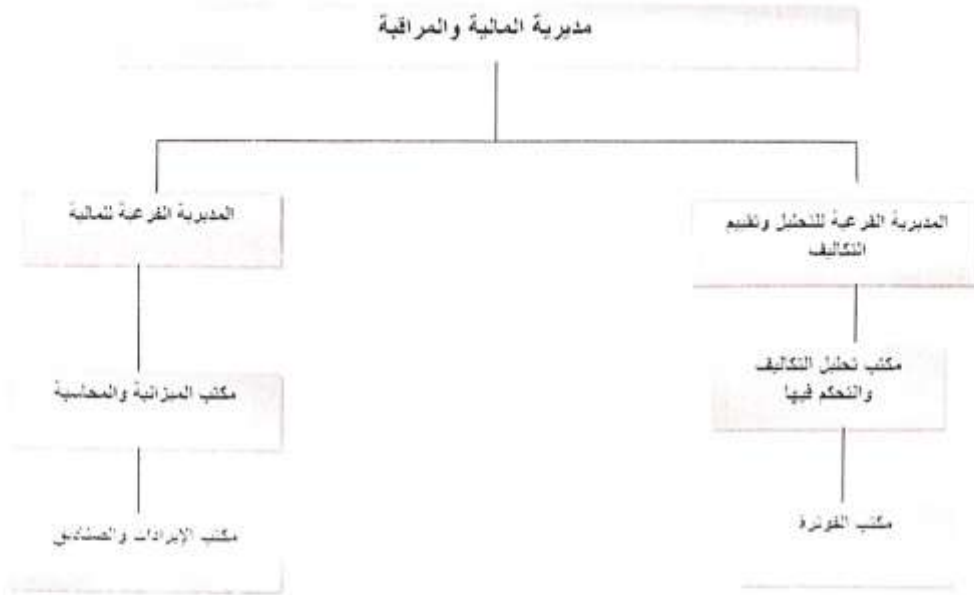 مديرية المالية والمراقبة
المديرية الفرعية للتحليل وتقييم
التكاليف
المديرية الفرعية للمالية
مكتب تحليل التكاليف
والتحكم فيها
مكتب الميزانية والمحاسبة
مكتب الفوترة
مكتب الإيرادات والصناديق